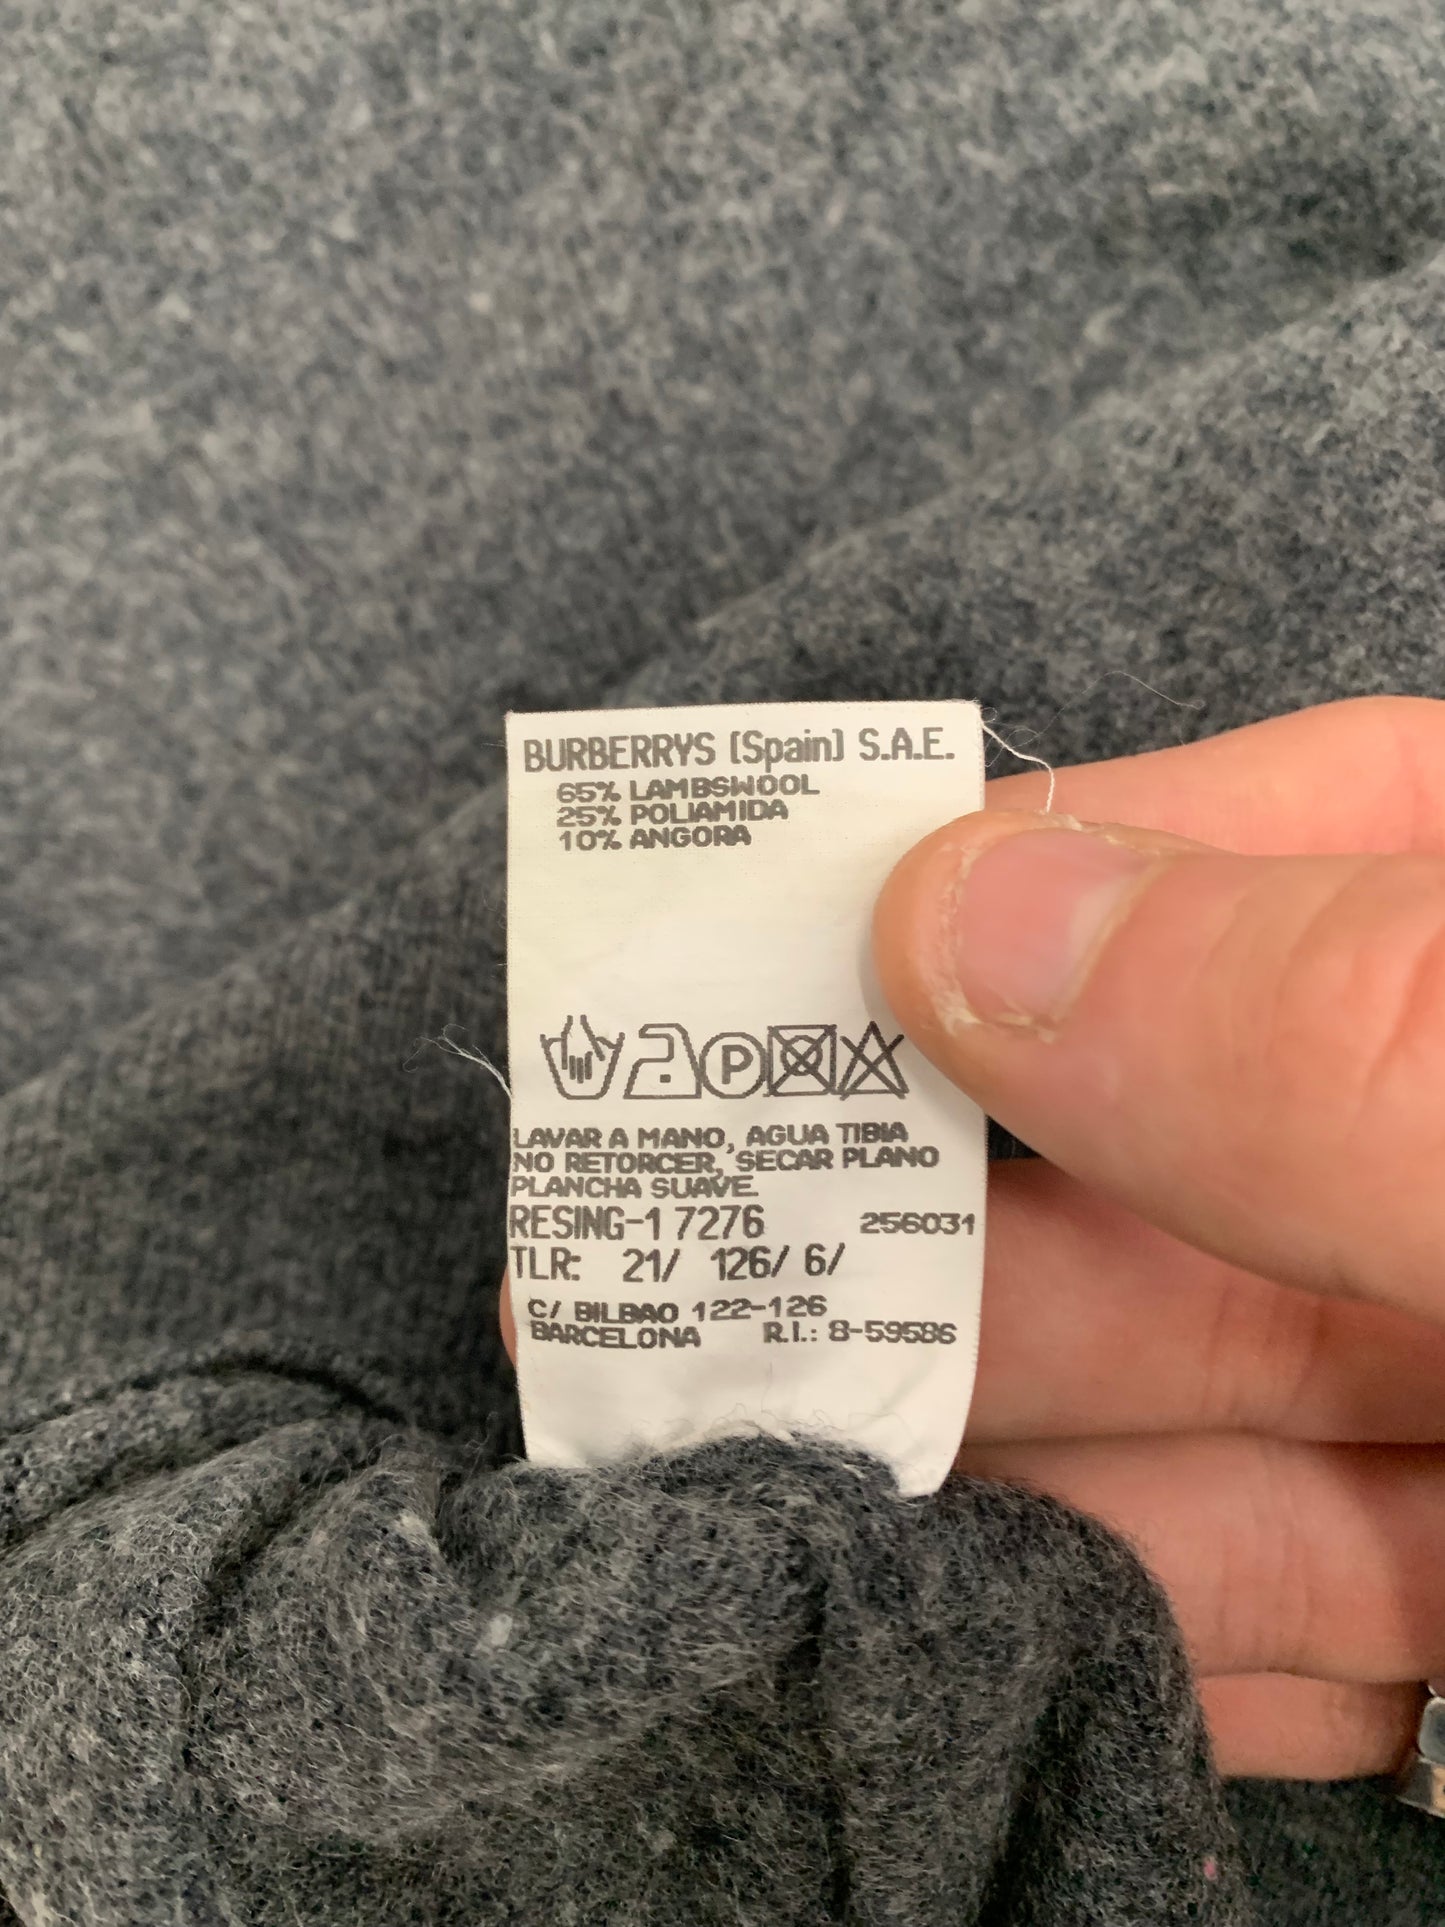 BURBERRYS (Spain) S.A.E.
65% LAMBSWOOL
25% POLIAMIDA
10% ANGORA
P
LAVAR A MANO, AGUA TIBIA
NO RETORCER, SECAR PLANO
PLANCHA SUAVE
RESING-1 7276 256031
TLR: 21/ 126/ 6/
C/ BILBAO 122-126
BARCELONA R.I.: 8-59586